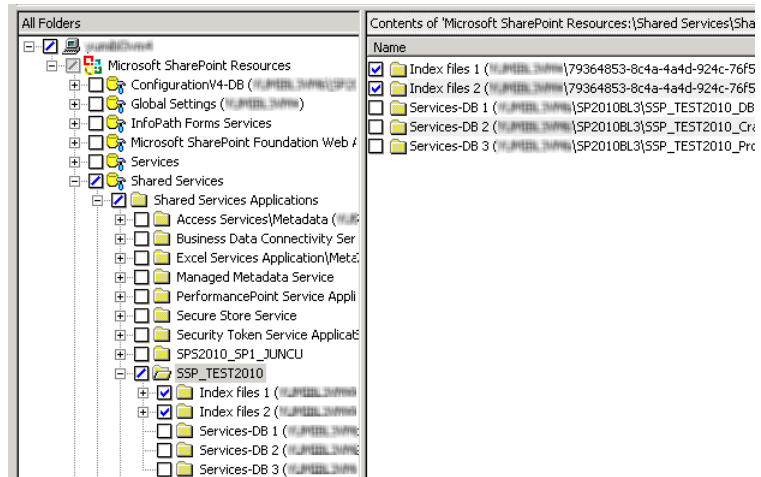 All Folders
Microsoft SharePoint Resources
ConfigurationV4-DB (
Global Settings (
InfoPath Forms Services
Microsoft SharePoint Foundation Web A
Services
Shared Services
Shared Services Applications
Access Services\Metadata (
Business Data Connectivity Ser
Excel Services Application\Meta
Managed Metadata Service
PerformancePoint Service Appli
Secure Store Service
Security Token Service Applicat
SPS2010_SP1_JUNCU
SSP_TEST2010
Index files 1 (
Index files 2 (
Services-DB 1 (
Services-DB 2 (
Services-DB 3 (
Contents of 'Microsoft SharePoint Resources:\Shared Services\Sha
Name
Index files 1 ( \79364853-8c4a-4a4d-924c-76f5
Index files 2 ( \79364853-8c4a-4a4d-924c-76f5
Services-DB 1 ( \SP2010BL3\SSP_TEST2010_DB
Services-DB 2 ( \SP2010BL3\SSP_TEST2010_Cra
Services-DB 3 ( \SP2010BL3\SSP_TEST2010_Pro